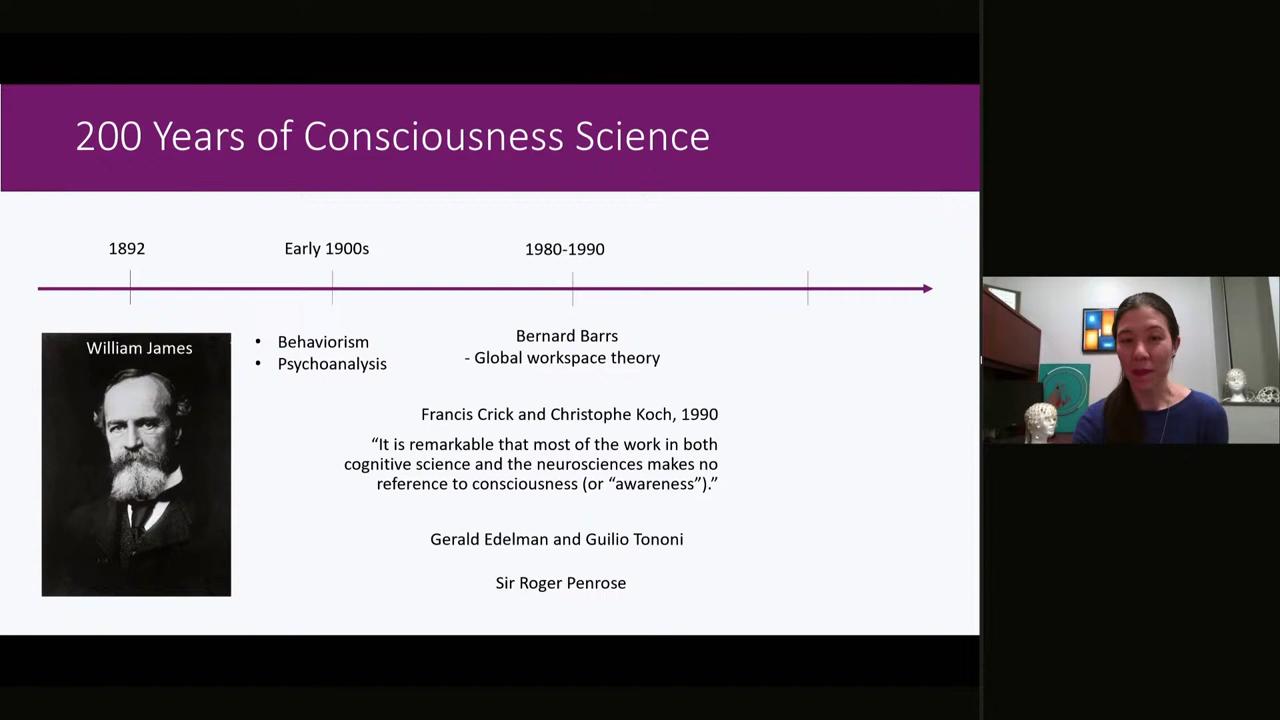 200 Years of Consciousness Science
1892
Early 1900s
1980-1990
William James
• Behaviorism
• Psychoanalysis
Bernard Barrs
- Global workspace theory
Francis Crick and Christophe Koch, 1990
“It is remarkable that most of the work in both
cognitive science and the neurosciences makes no
reference to consciousness (or “awareness”).”
Gerald Edelman and Guilio Tononi
Sir Roger Penrose